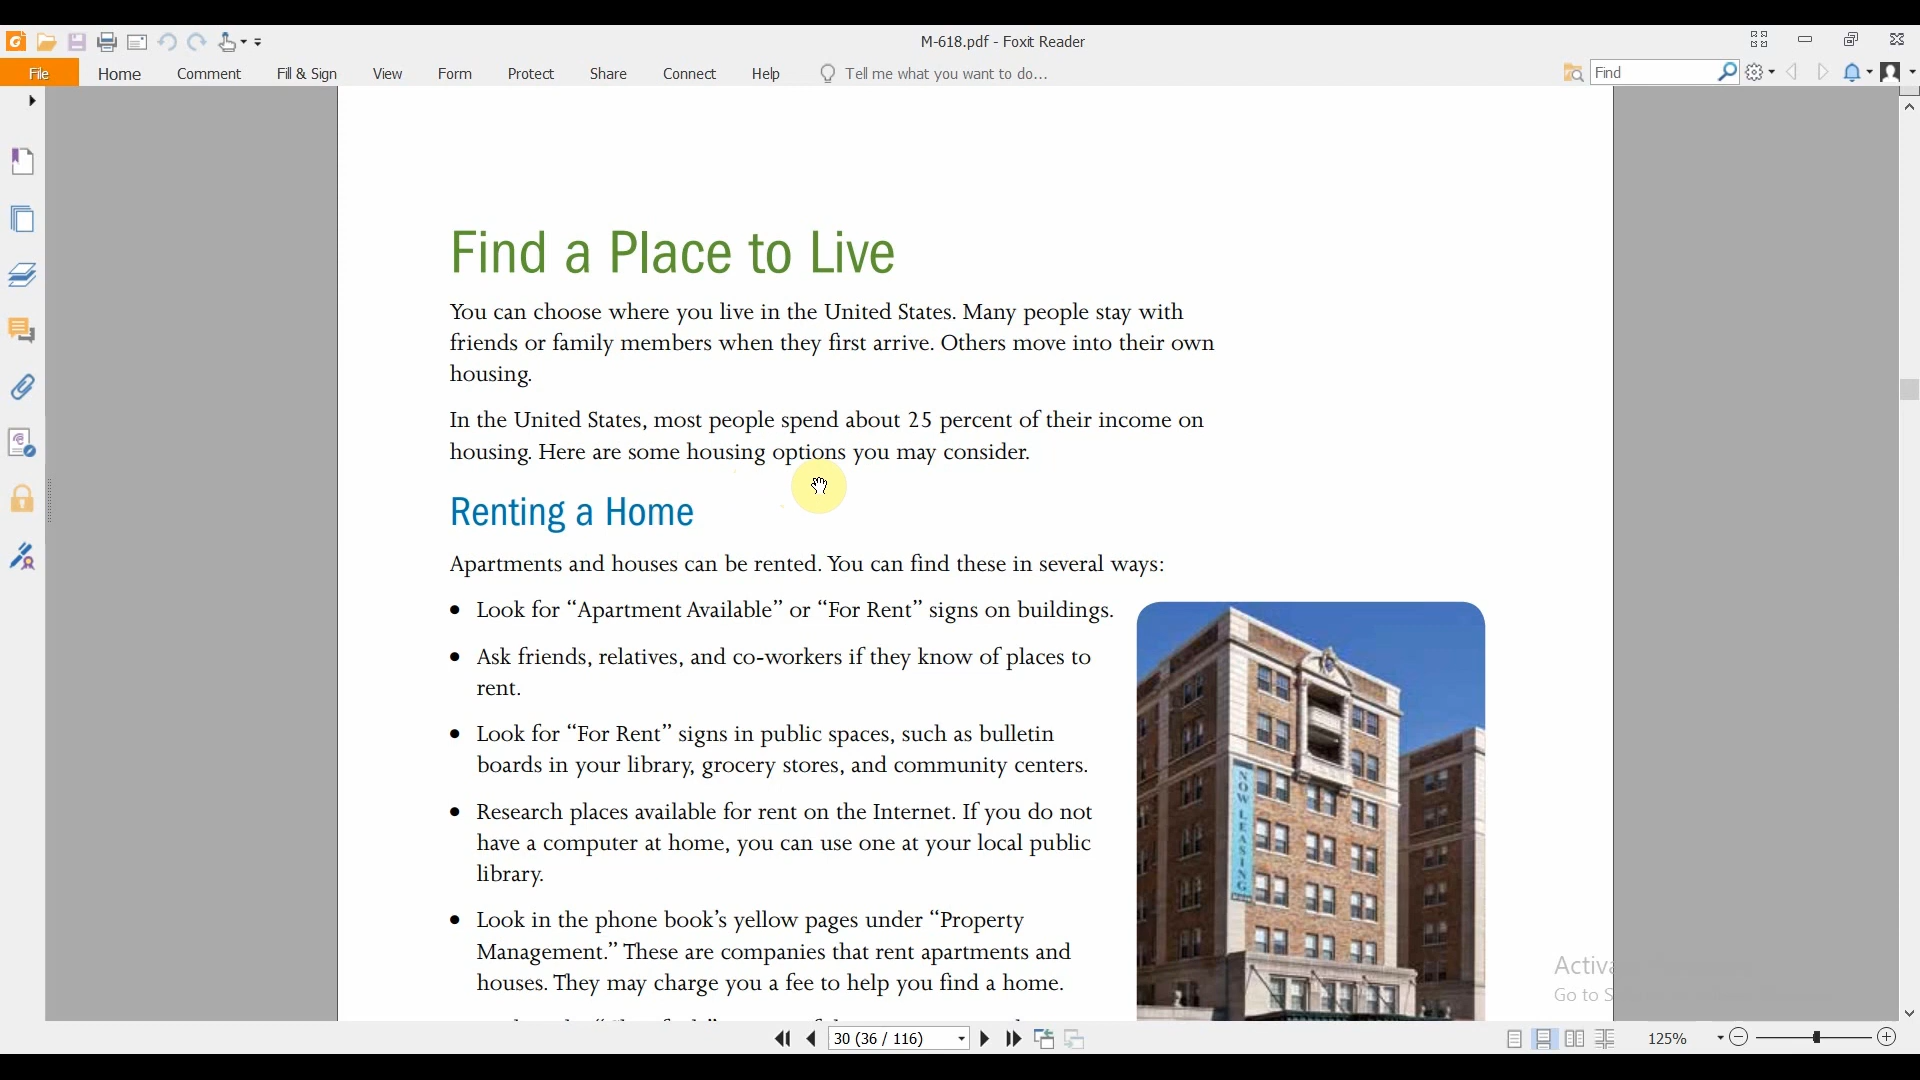 M-618.pdf - Foxit Reader
File Home Comment Fill & Sign View Form Protect Share Connect Help Tell me what you want to do... Find
Find a Place to Live
You can choose where you live in the United States. Many people stay with
friends or family members when they first arrive. Others move into their own
housing.
In the United States, most people spend about 25 percent of their income on
housing. Here are some housing options you may consider.
Renting a Home
Apartments and houses can be rented. You can find these in several ways:
● Look for “Apartment Available” or “For Rent” signs on buildings.
● Ask friends, relatives, and co-workers if they know of places to
rent.
● Look for “For Rent” signs in public spaces, such as bulletin
boards in your library, grocery stores, and community centers.
● Research places available for rent on the Internet. If you do not
have a computer at home, you can use one at your local public
library.
● Look in the phone book’s yellow pages under “Property
Management.” These are companies that rent apartments and
houses. They may charge you a fee to help you find a home.
NOW LEASING
Activa
Go to S
30 (36 / 116)
125%